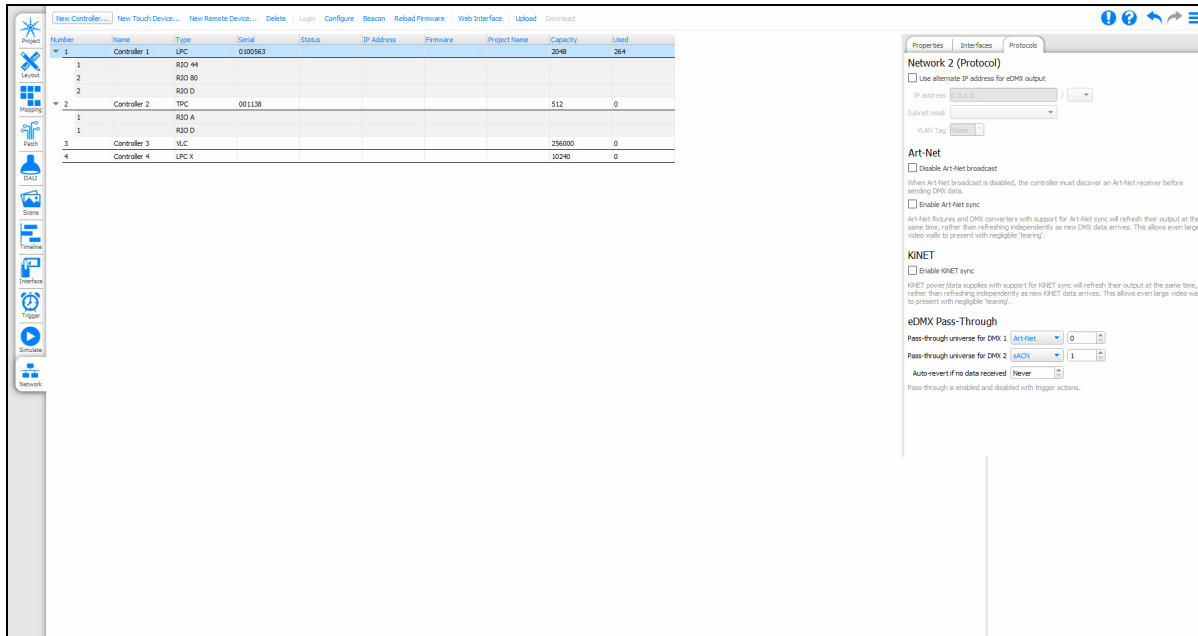 New Controller... New Touch Device... New Remote Device... Delete Login Configure Beacon Reload Firmware Web Interface Upload Download
Project
Layout
Mapping
Patch
DALI
Scene
Timeline
Interface
Trigger
Simulate
Network
Number Name Type Serial Status IP Address Firmware Project Name Capacity Used
1 Controller 1 LPC 0100563 2048 264
1 RIO 44
2 RIO 80
2 RIO D
2 Controller 2 TPC 001138 512 0
1 RIO A
1 RIO D
3 Controller 3 VLC 256000 0
4 Controller 4 LPC X 10240 0
Properties Interfaces Protocols
Network 2 (Protocol)
Use alternate IP address for eDMX output
IP address 0.0.0.0 /
Subnet mask
VLAN Tag None
Art-Net
Disable Art-Net broadcast
When Art-Net broadcast is disabled, the controller must discover an Art-Net receiver before
sending DMX data.
Enable Art-Net sync
Art-Net fixtures and DMX converters with support for Art-Net sync will refresh their output at the
same time, rather than refreshing independently as new DMX data arrives. This allows even large
video walls to present with negligible 'tearing'.
KiNET
Enable KiNET sync
KiNET power/data supplies with support for KiNET sync will refresh their output at the same time,
rather than refreshing independently as new KiNET data arrives. This allows even large video wa
to present with negligible 'tearing'.
eDMX Pass-Through
Pass-through universe for DMX 1 Art-Net 0
Pass-through universe for DMX 2 sACN 1
Auto-revert if no data received Never
Pass-through is enabled and disabled with trigger actions.